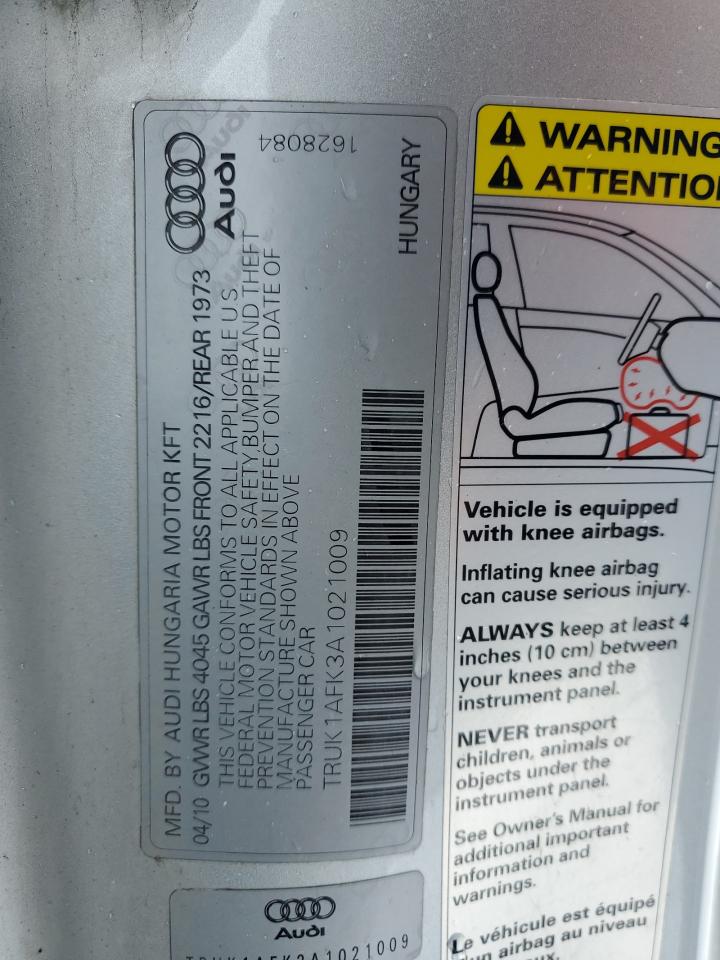 MFD. BY AUDI HUNGARIA MOTOR KFT
04/10 GVWR LBS 4045 GAWR LBS FRONT 2216/REAR 1973
THIS VEHICLE CONFORMS TO ALL APPLICABLE U S
FEDERAL MOTOR VEHICLE SAFETY, BUMPER AND THEFT
PREVENTION STANDARDS IN EFFECT ON THE DATE OF
MANUFACTURE SHOWN ABOVE
PASSENGER CAR
TRUK1AFK3A1021009
Audi
1628084
HUNGARY
WARNING
ATTENTIO
Vehicle is equipped
with knee airbags.
Inflating knee airbag
can cause serious injury.
ALWAYS keep at least 4
inches (10 cm) between
your knees and the
instrument panel.
NEVER transport
children, animals or
objects under the
instrument panel.
See Owner's Manual for
additional important
information and
warnings.
Le véhicule est équipé
d'un airbag au niveau
Audi
TRUK1AFK3A1021009